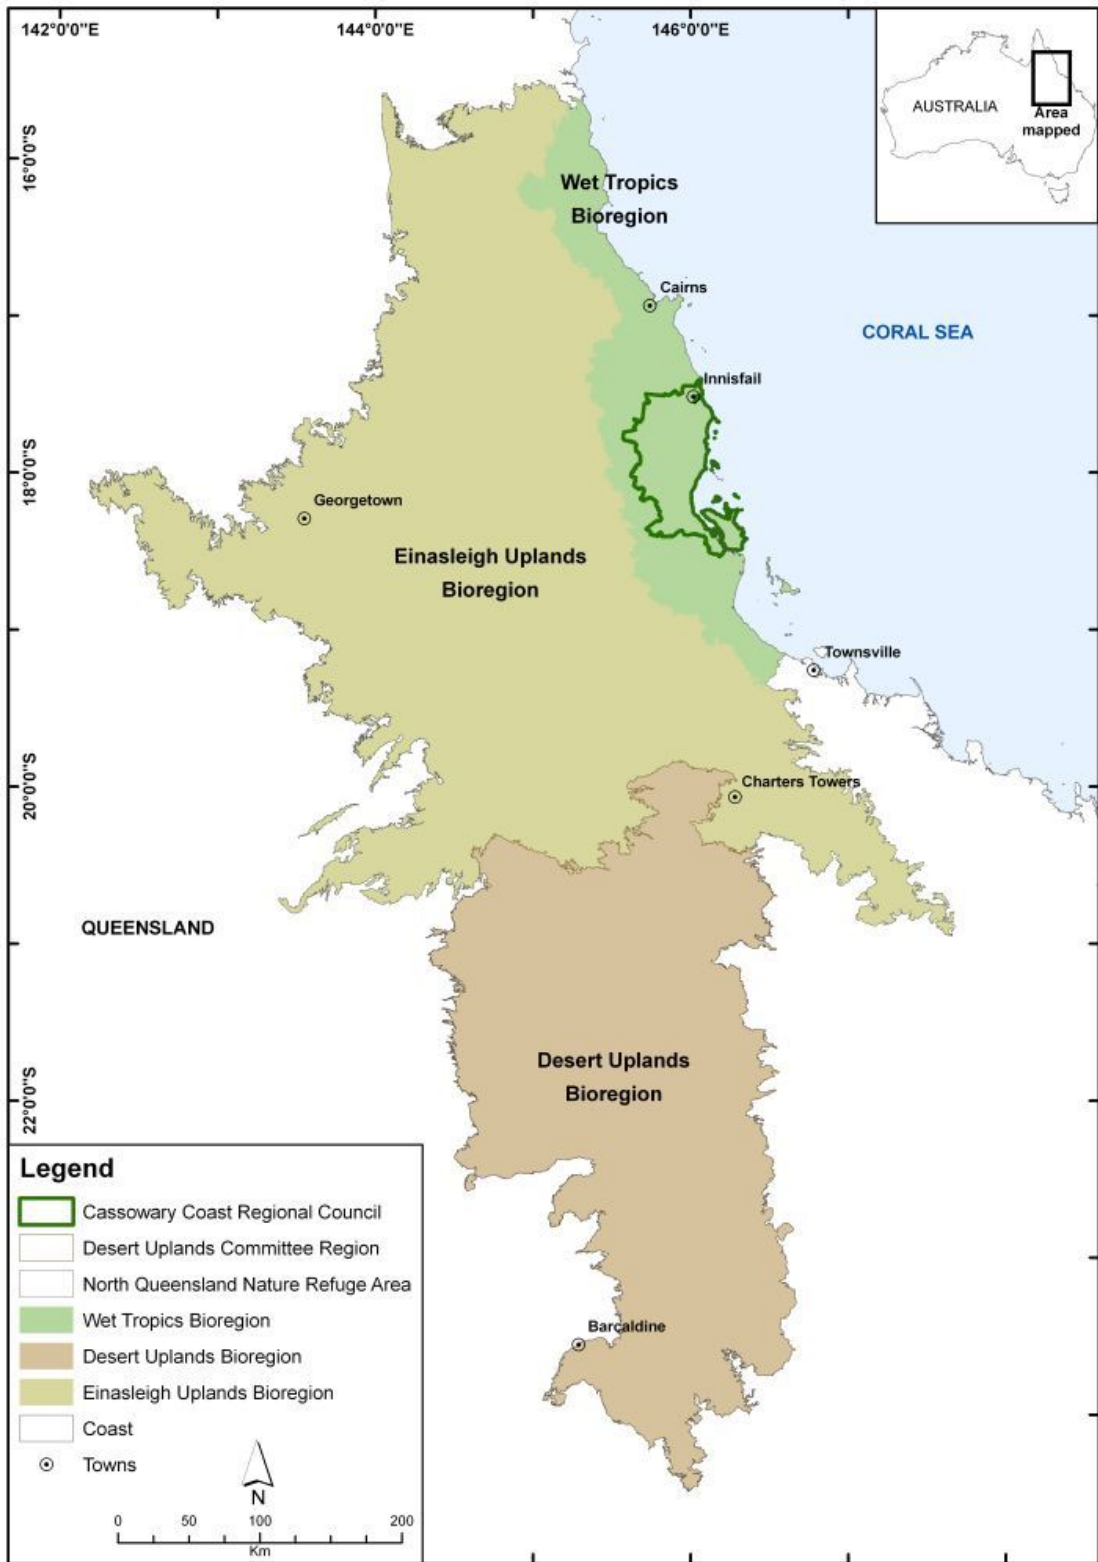 142°0'0"E
144°0'0"E
146°0'0"E
AUSTRALIA
Area
mapped
16°0'0"S
Wet Tropics
Bioregion
Cairns
CORAL SEA
Innisfail
18°0'0"S
Georgetown
Einasleigh Uplands
Bioregion
Townsville
20°0'0"S
Charters Towers
QUEENSLAND
Desert Uplands
Bioregion
22°0'0"S
Legend
Cassowary Coast Regional Council
Desert Uplands Committee Region
North Queensland Nature Refuge Area
Wet Tropics Bioregion
Desert Uplands Bioregion
Einasleigh Uplands Bioregion
Coast
Towns
Barcaldine
N
0 50 100 200
Km